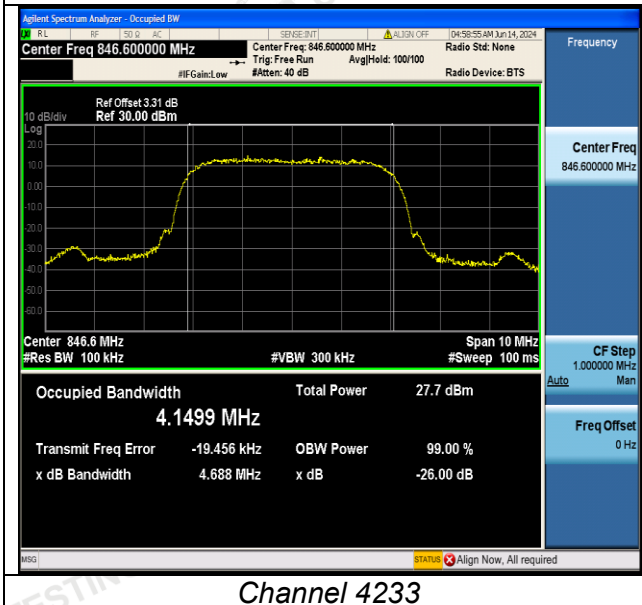 Agilent Spectrum Analyzer - Occupied BW
RL RF 50 Ω AC SENSE:INT ALIGN OFF 04:58:55 AM Jun 14, 2024
Center Freq 846.600000 MHz
Center Freq: 846.600000 MHz
Radio Std: None
Trig: Free Run Avg|Hold: 100/100
#IFGain:Low #Atten: 40 dB Radio Device: BTS
Frequency
Ref Offset 3.31 dB
10 dB/div Ref 30.00 dBm
Log
20.0
10.0
0.00
-10.0
-20.0
-30.0
-40.0
-50.0
-60.0
Center 846.6 MHz Span 10 MHz
#Res BW 100 kHz #VBW 300 kHz #Sweep 100 ms
Center Freq
846.600000 MHz
CF Step
1.000000 MHz
Auto Man
Freq Offset
0 Hz
Occupied Bandwidth Total Power 27.7 dBm
4.1499 MHz
Transmit Freq Error -19.456 kHz OBW Power 99.00 %
x dB Bandwidth 4.688 MHz x dB -26.00 dB
MSG STATUS Align Now, All required
Channel 4233
TESTING